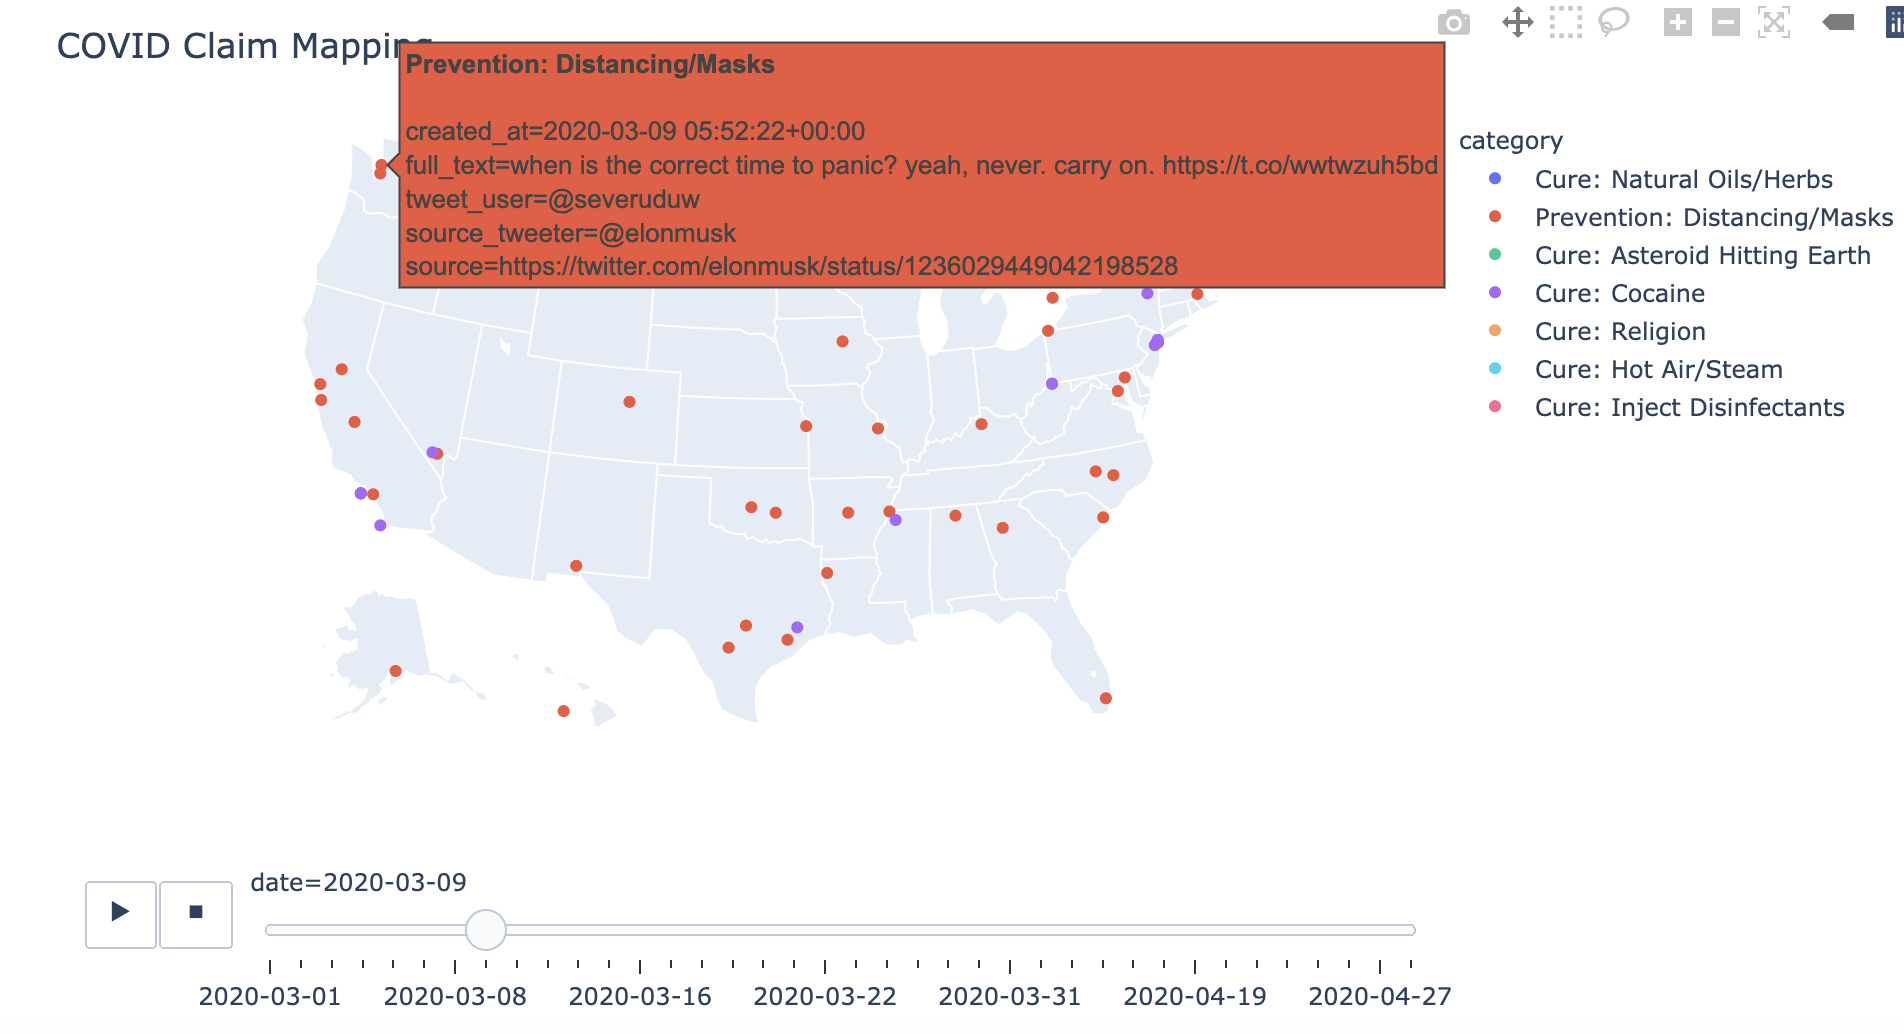 COVID Claim Mapping
Prevention: Distancing/Masks
created_at=2020-03-09 05:52:22+00:00
full_text=when is the correct time to panic? yeah, never. carry on. https://t.co/wwtwzuh5bd
tweet_user=@severuduw
source_tweeter=@elonmusk
source=https://twitter.com/elonmusk/status/1236029449042198528
category
Cure: Natural Oils/Herbs
Prevention: Distancing/Masks
Cure: Asteroid Hitting Earth
Cure: Cocaine
Cure: Religion
Cure: Hot Air/Steam
Cure: Inject Disinfectants
date=2020-03-09
2020-03-01 2020-03-08 2020-03-16 2020-03-22 2020-03-31 2020-04-19 2020-04-27